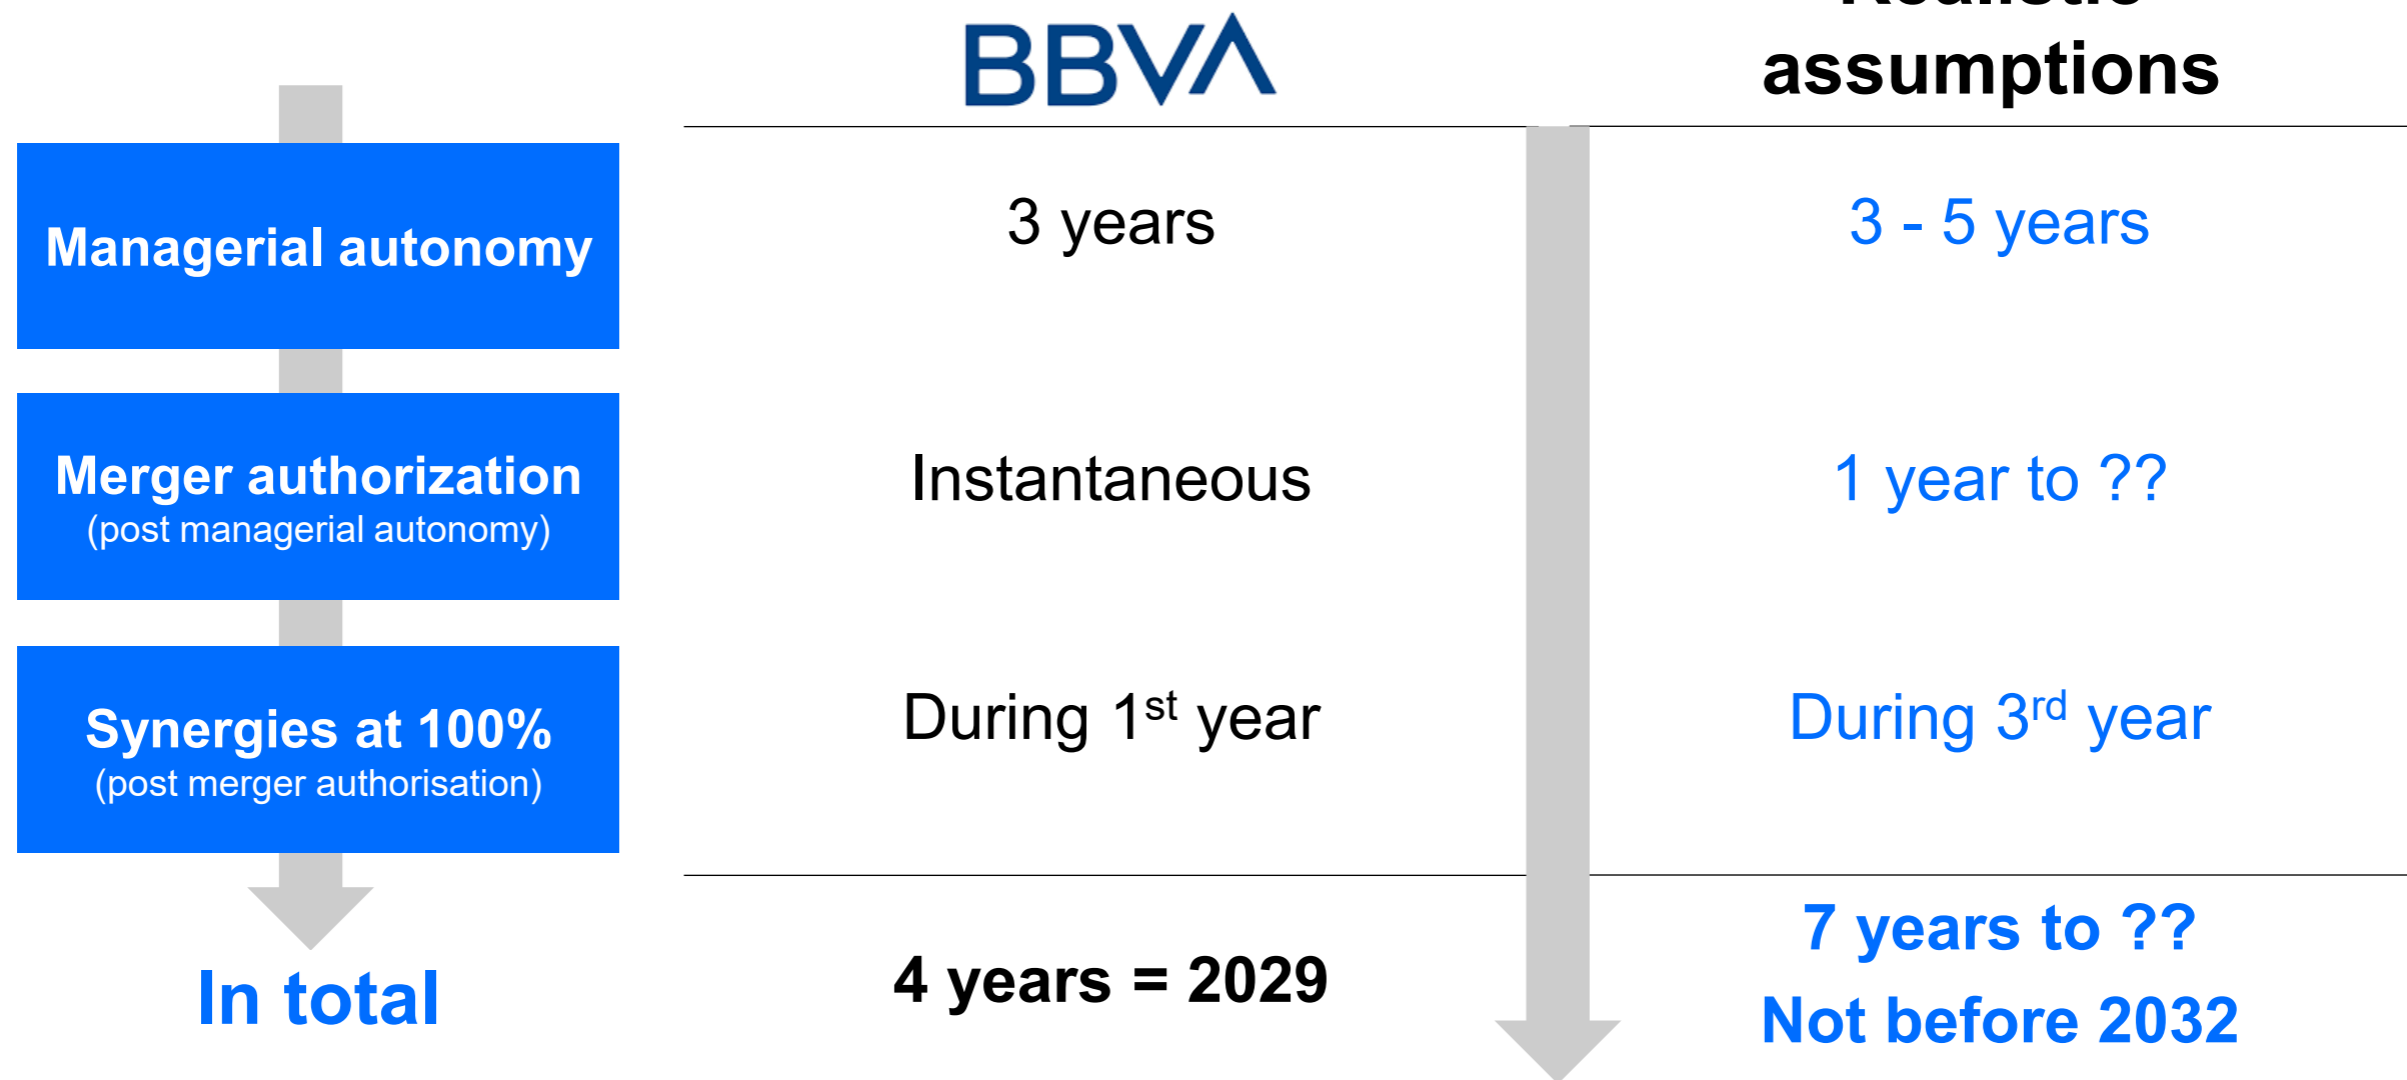 BBVA
assumptions
Managerial autonomy
3 years
3 - 5 years
Merger authorization
(post managerial autonomy)
Instantaneous
1 year to ??
Synergies at 100%
(post merger authorisation)
During 1st year
During 3rd year
In total
4 years = 2029
7 years to ??
Not before 2032